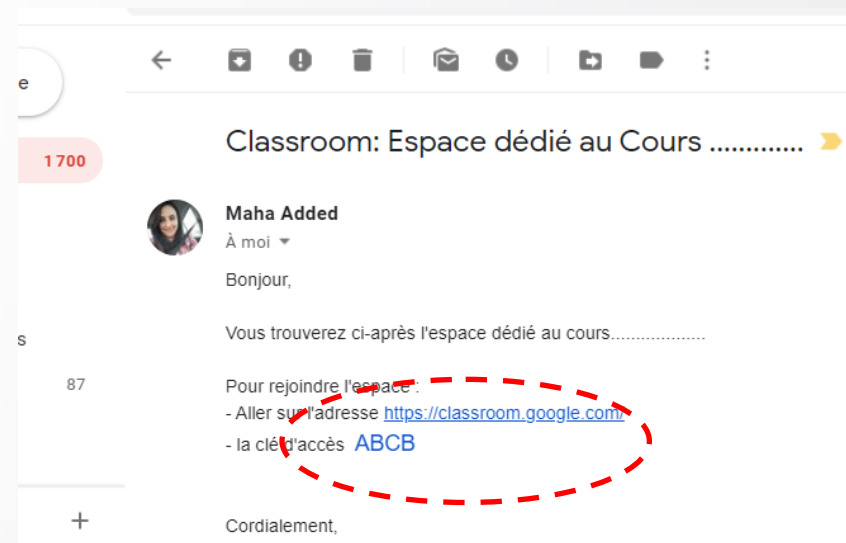 e
1 700
Classroom: Espace dédié au Cours .............
Maha Added
À moi
Bonjour,
Vous trouverez ci-après l'espace dédié au cours...................
s
87
Pour rejoindre l'espace :
- Aller sur l'adresse https://classroom.google.com/
- la clé d'accès ABCB
Cordialement,